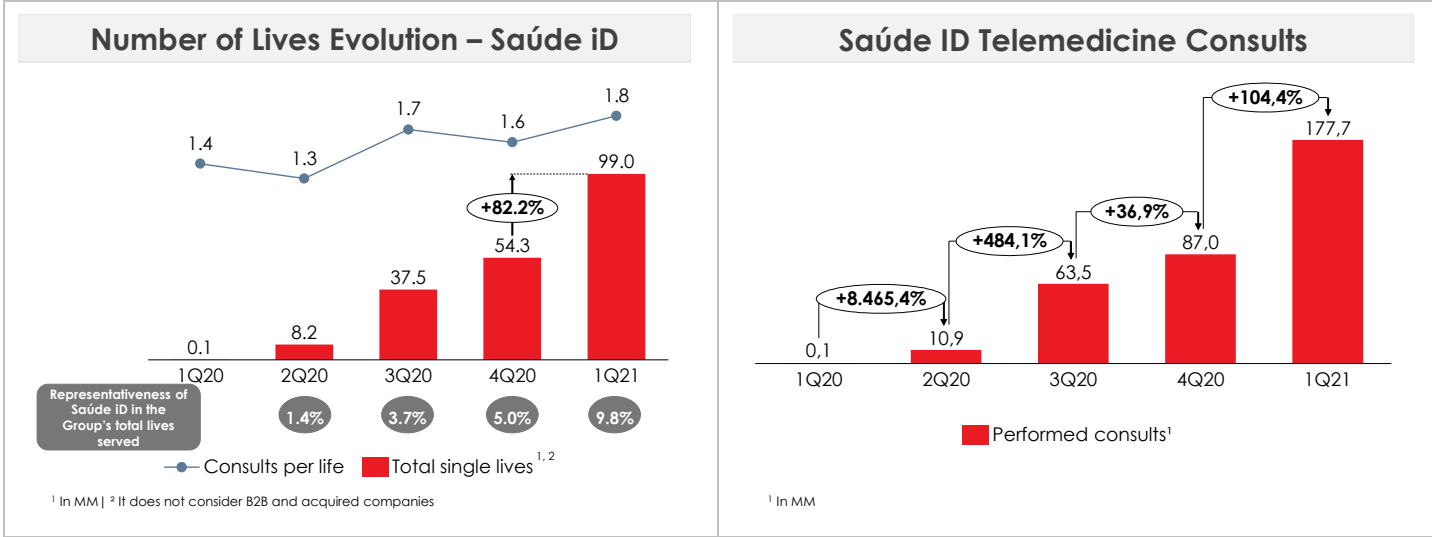 Number of Lives Evolution – Saúde iD
1.4
1.3
1.7
1.6
1.8
99.0
+82.2%
54.3
37.5
8.2
0.1
1Q20
2Q20
3Q20
4Q20
1Q21
Representativeness of
Saúde iD in the
Group's total lives
served
1.4%
3.7%
5.0%
9.8%
Consults per life
Total single lives 1, 2
¹ In MM| ² It does not consider B2B and acquired companies
Saúde ID Telemedicine Consults
+104,4%
177,7
+36,9%
87,0
+484,1%
63,5
+8.465,4%
10,9
0,1
1Q20
2Q20
3Q20
4Q20
1Q21
Performed consults¹
¹ In MM